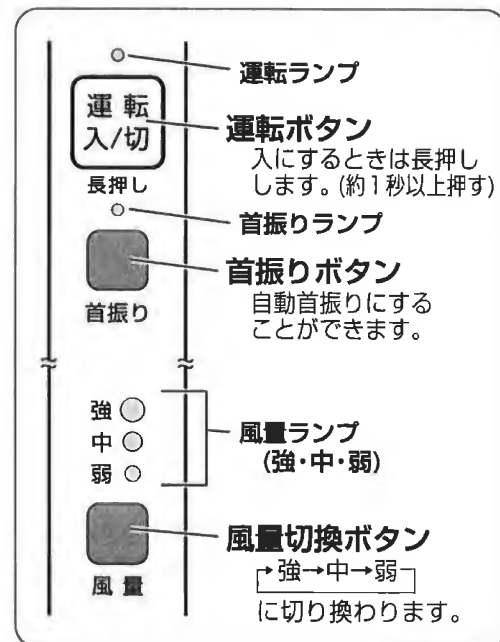 運転ランプ
運転
入/切
運転ボタン
入にするときは長押し
します。(約1秒以上押す)
長押し
首振りランプ
首振りボタン
自動首振りにする
ことができます。
首振り
強
中
弱
風量ランプ
(強・中・弱)
風量切換ボタン
→強→中→弱
に切り換わります。
風量